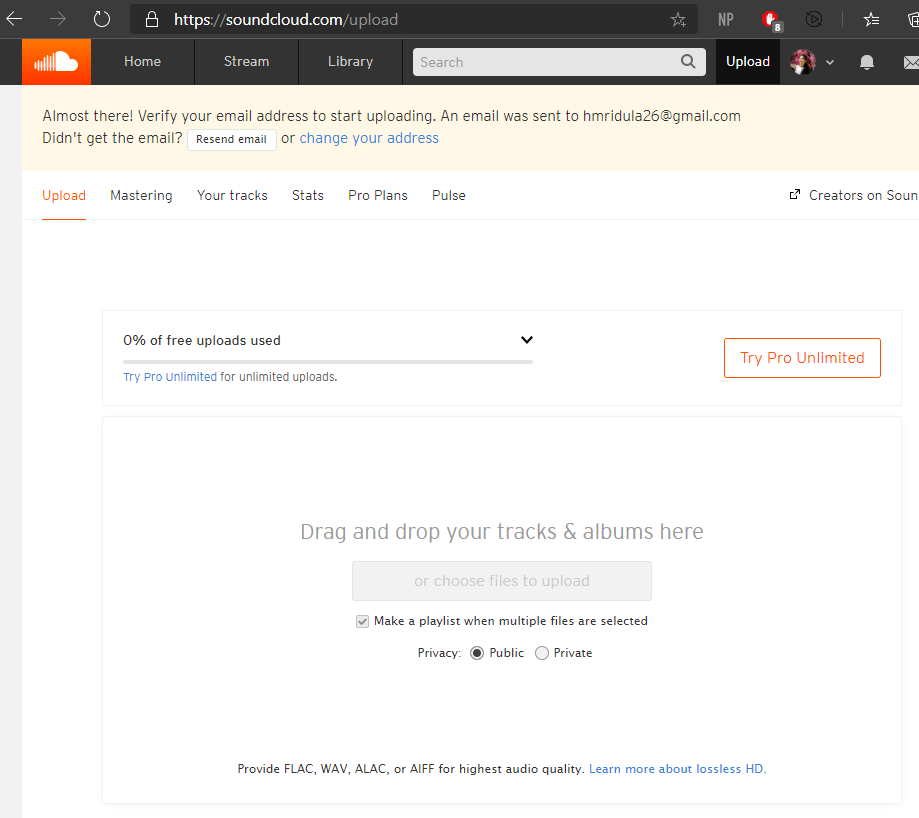 https://soundcloud.com/upload
NP
8
Home Stream Library Search Upload
Almost there! Verify your email address to start uploading. An email was sent to hmridula26@gmail.com
Didn't get the email? Resend email or change your address
Upload Mastering Your tracks Stats Pro Plans Pulse Creators on Soun
0% of free uploads used
Try Pro Unlimited for unlimited uploads.
Try Pro Unlimited
Drag and drop your tracks & albums here
or choose files to upload
Make a playlist when multiple files are selected
Privacy: Public Private
Provide FLAC, WAV, ALAC, or AIFF for highest audio quality. Learn more about lossless HD.